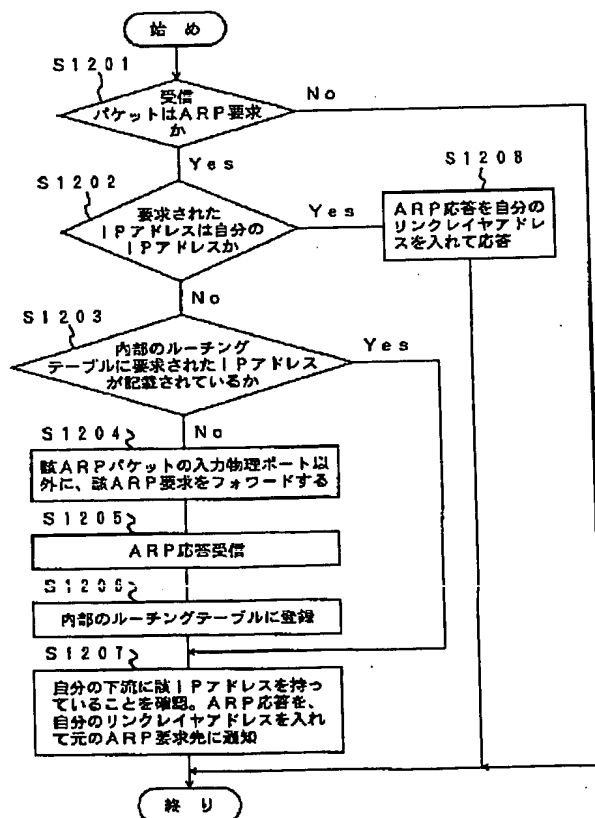 始 め
S1201
受信
パケットはARP要求
か
No
Yes
S1202
要求された
IPアドレスは自分の
IPアドレスか
Yes
S1208
ARP応答を自分の
リンクレイヤアドレ
スを入れて応答
No
S1203
内部のルーチング
テーブルに要求されたIPアドレス
が記載されているか
Yes
No
S1204
該ARPパケットの入力物理ポート以
外に、該ARP要求をフォワードする
S1205
ARP応答受信
S1206
内部のルーチングテーブルに登録
S1207
自分の下流に該IPアドレスを持っ
ていることを確認。ARP応答を、
自分のリンクレイヤアドレスを入れ
て元のARP要求先に通知
終 り